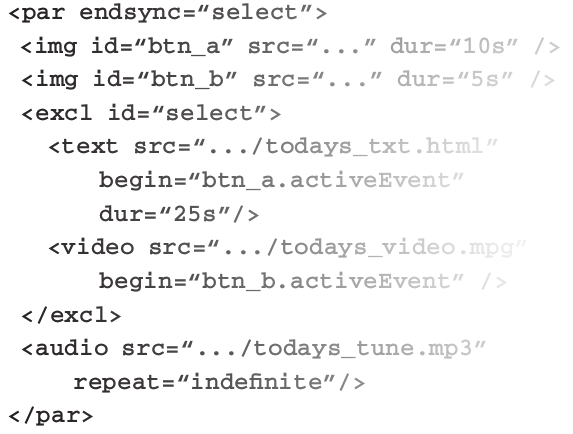 <par endsync=“select”>
<img id=“btn_a” src=“...” dur=“10s” />
<img id=“btn_b” src=“...” dur=“5s” />
<excl id=“select”>
<text src=“.../todays_txt.html”
begin=“btn_a.activeEvent”
dur=“25s”/>
<video src=“.../todays_video.mpg”
begin=“btn_b.activeEvent” />
</excl>
<audio src=“.../todays_tune.mp3”
repeat=“indefinite”/>
</par>